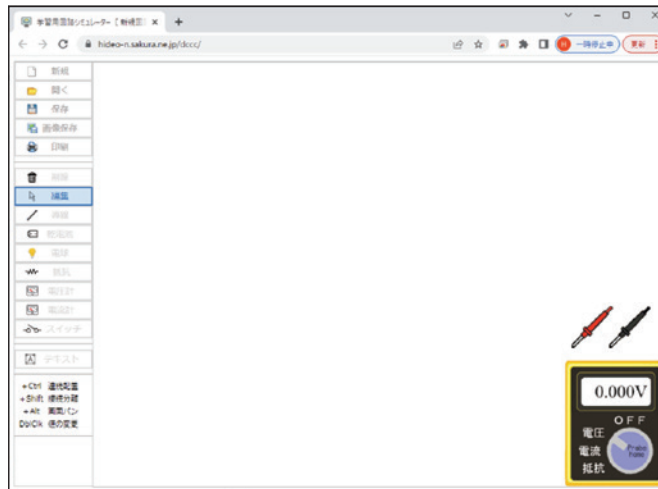 学習用回路シミュレーター
hideo-n.sakura.ne.jp/dccc/
H
一時停止中
更新
新規
開く
保存
画像保存
印刷
削除
編集
導線
乾電池
電球
抵抗
電圧計
電流計
スイッチ
テキスト
+Ctrl 連続配置
+Shift 接続分離
+Alt 画面パン
DblClk 値の変更
0.000V
OFF
電圧
電流
抵抗
Probe
Home